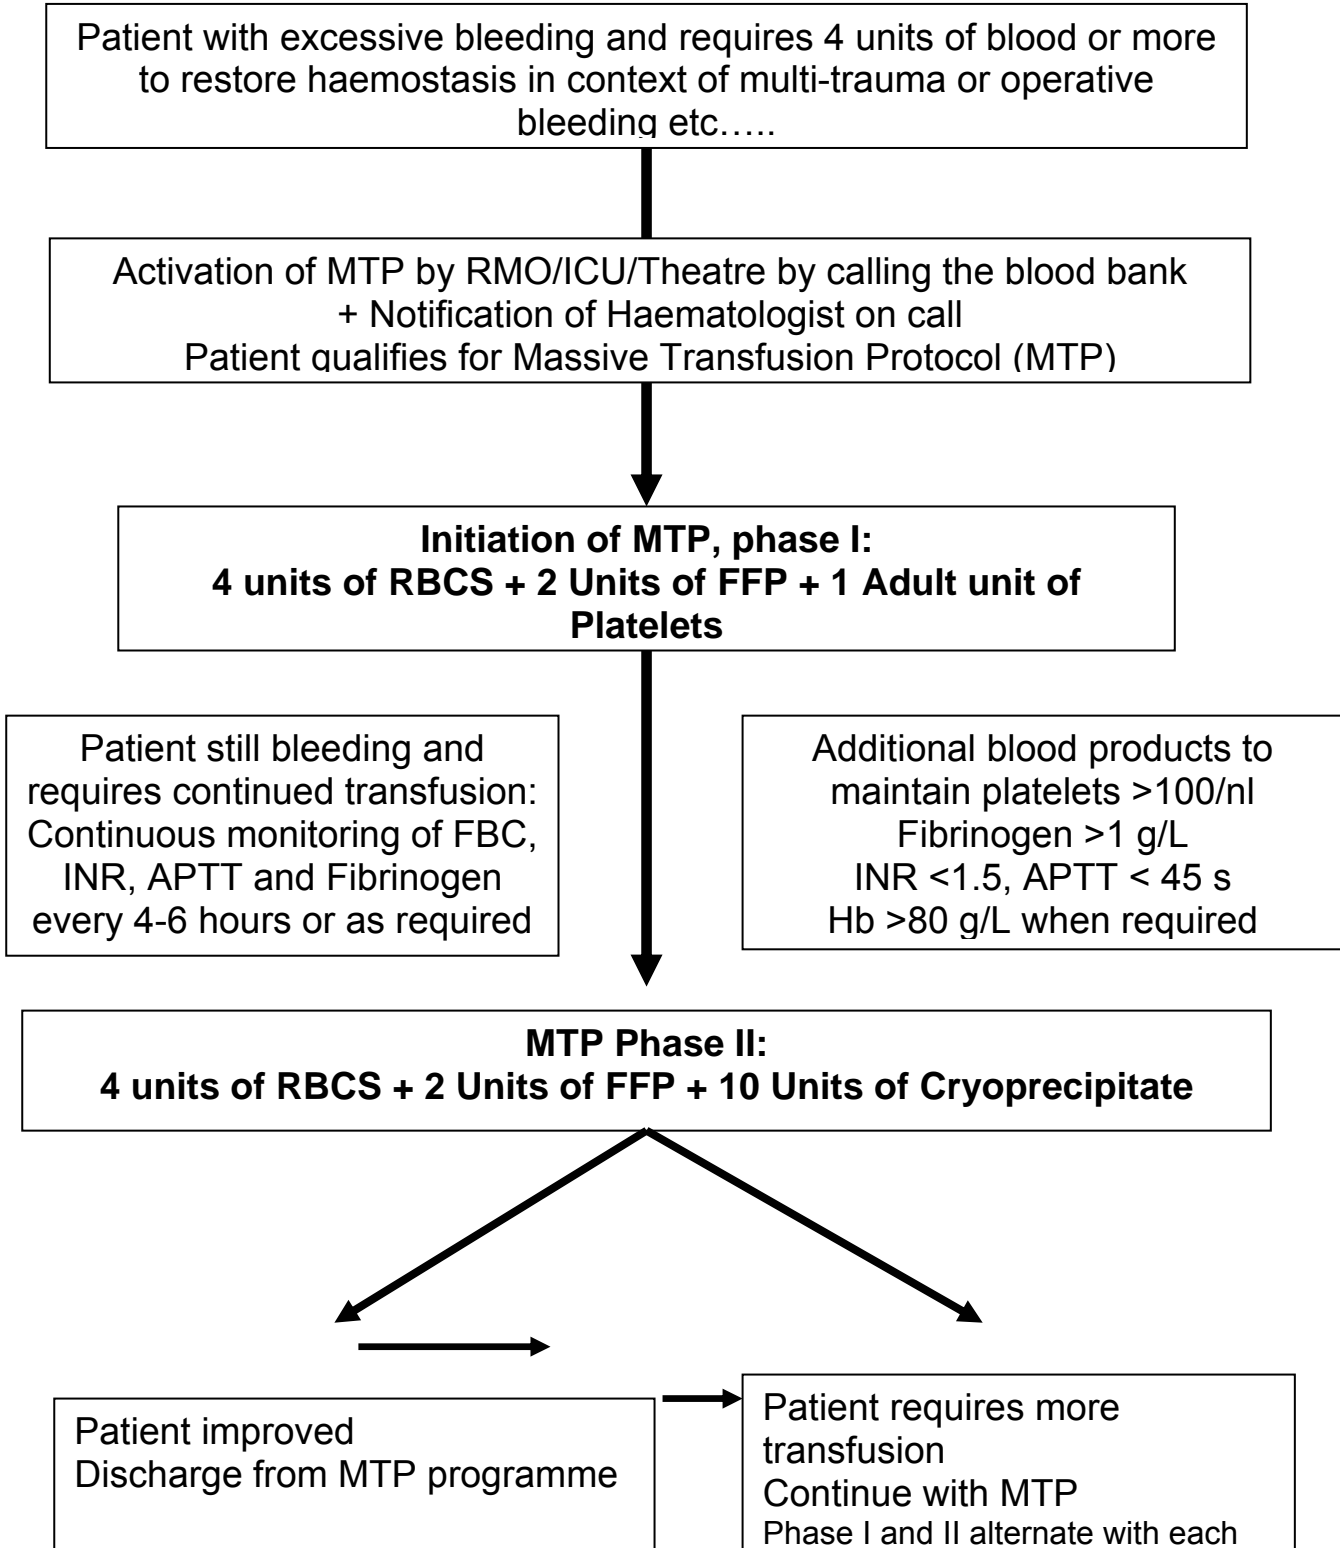 Patient with excessive bleeding and requires 4 units of blood or more
to restore haemostasis in context of multi-trauma or operative
bleeding etc…..
Activation of MTP by RMO/ICU/Theatre by calling the blood bank
+ Notification of Haematologist on call
Patient qualifies for Massive Transfusion Protocol (MTP)
Initiation of MTP, phase I:
4 units of RBCS + 2 Units of FFP + 1 Adult unit of
Platelets
Patient still bleeding and
requires continued transfusion:
Continuous monitoring of FBC,
INR, APTT and Fibrinogen
every 4-6 hours or as required
Additional blood products to
maintain platelets >100/nl
Fibrinogen >1 g/L
INR <1.5, APTT < 45 s
Hb >80 g/L when required
MTP Phase II:
4 units of RBCS + 2 Units of FFP + 10 Units of Cryoprecipitate
Patient improved
Discharge from MTP programme
Patient requires more
transfusion
Continue with MTP
Phase I and II alternate with each